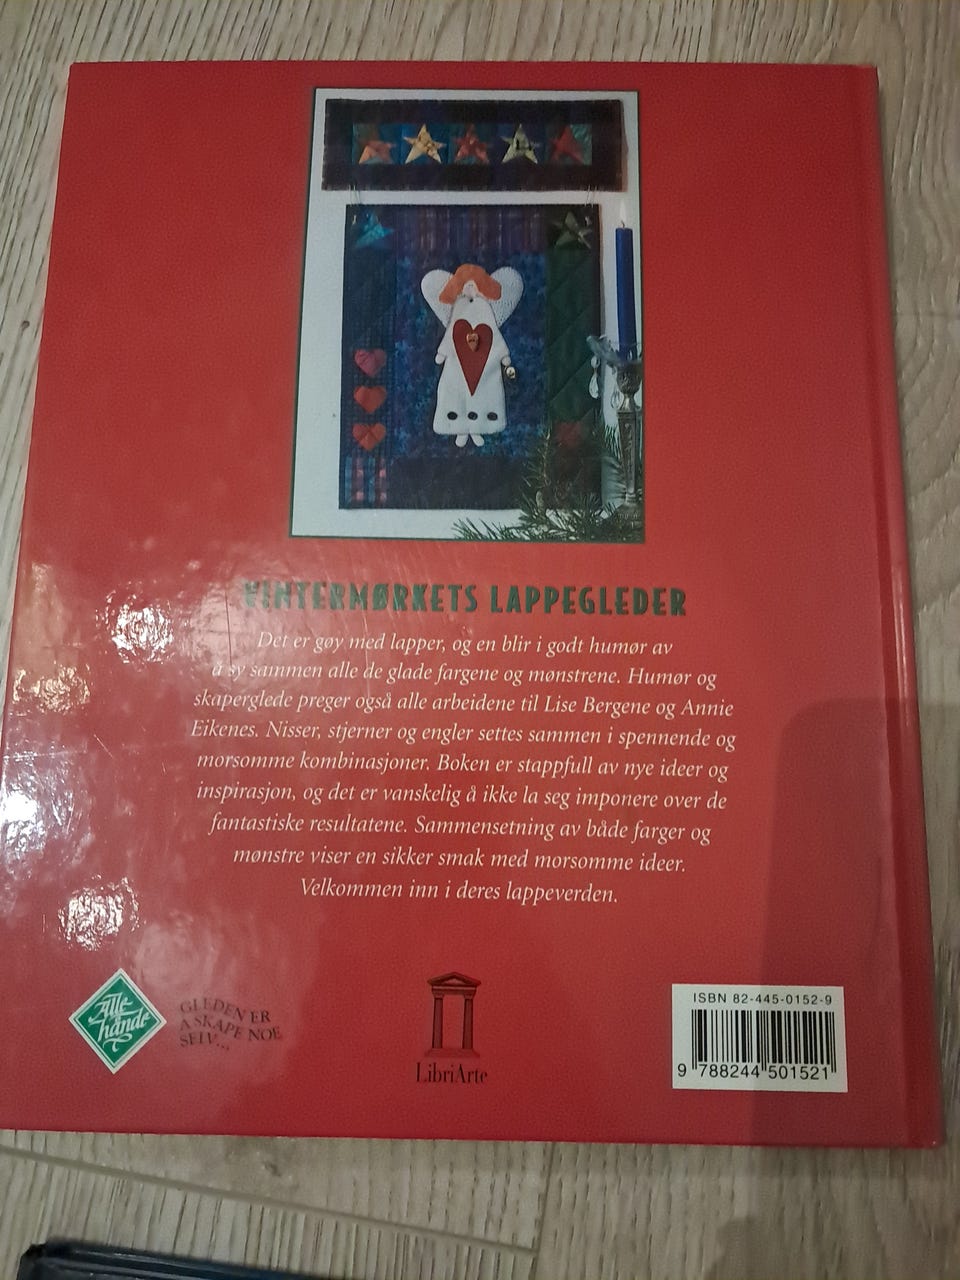 VINTERMØRKETS LAPPEGLEDER
Det er gøy med lapper, og en blir i godt humør av
å sy sammen alle de glade fargene og mønstrene. Humør og
skaperglede preger også alle arbeidene til Lise Bergene og Annie
Eikenes. Nisser, stjerner og engler settes sammen i spennende og
morsomme kombinasjoner. Boken er stappfull av nye ideer og
inspirasjon, og det er vanskelig å ikke la seg imponere over de
fantastiske resultatene. Sammensetning av både farger og
mønstre viser en sikker smak med morsomme ideer.
Velkommen inn i deres lappeverden.
Alle
hånde
GLEDEN ER
Å SKAPE NOE
SELV...
LibriArte
ISBN 82-445-0152-9
9 788244 501521